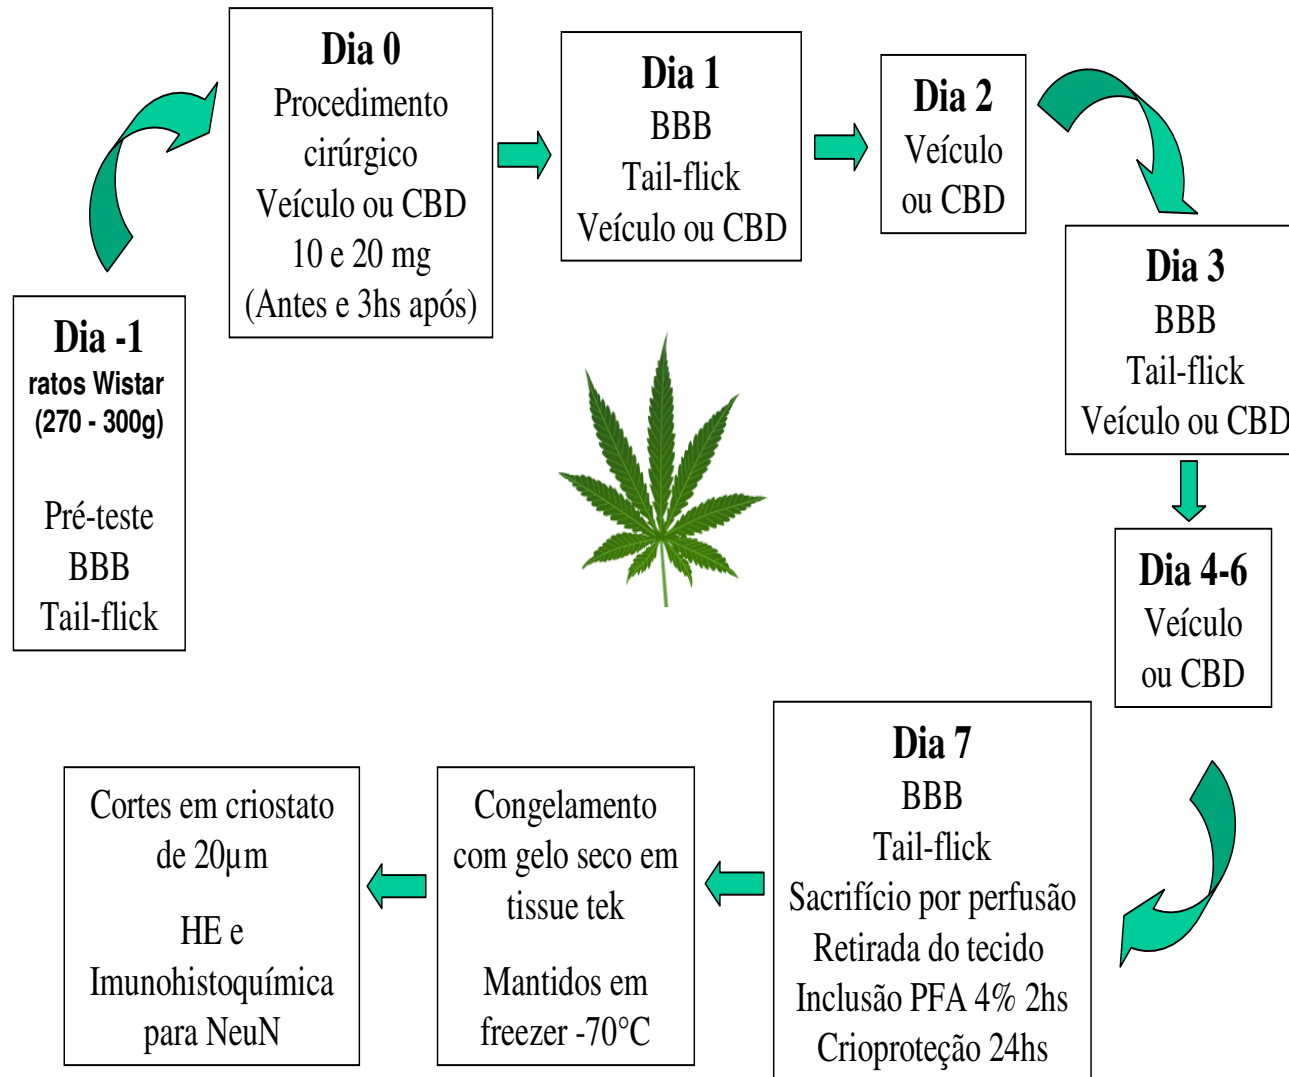 Dia -1
ratos Wistar
(270 - 300g)
Pré-teste
BBB
Tail-flick
Dia 0
Procedimento
cirúrgico
Veículo ou CBD
10 e 20 mg
(Antes e 3hs após)
Dia 1
BBB
Tail-flick
Veículo ou CBD
Dia 2
Veículo
ou CBD
Dia 3
BBB
Tail-flick
Veículo ou CBD
Dia 4-6
Veículo
ou CBD
Dia 7
BBB
Tail-flick
Sacrifício por perfusão
Retirada do tecido
Inclusão PFA 4% 2hs
Crioproteção 24hs
Congelamento
com gelo seco em
tissue tek
Mantidos em
freezer -70°C
Cortes em criostato
de 20µm
HE e
Imunohistoquímica
para NeuN